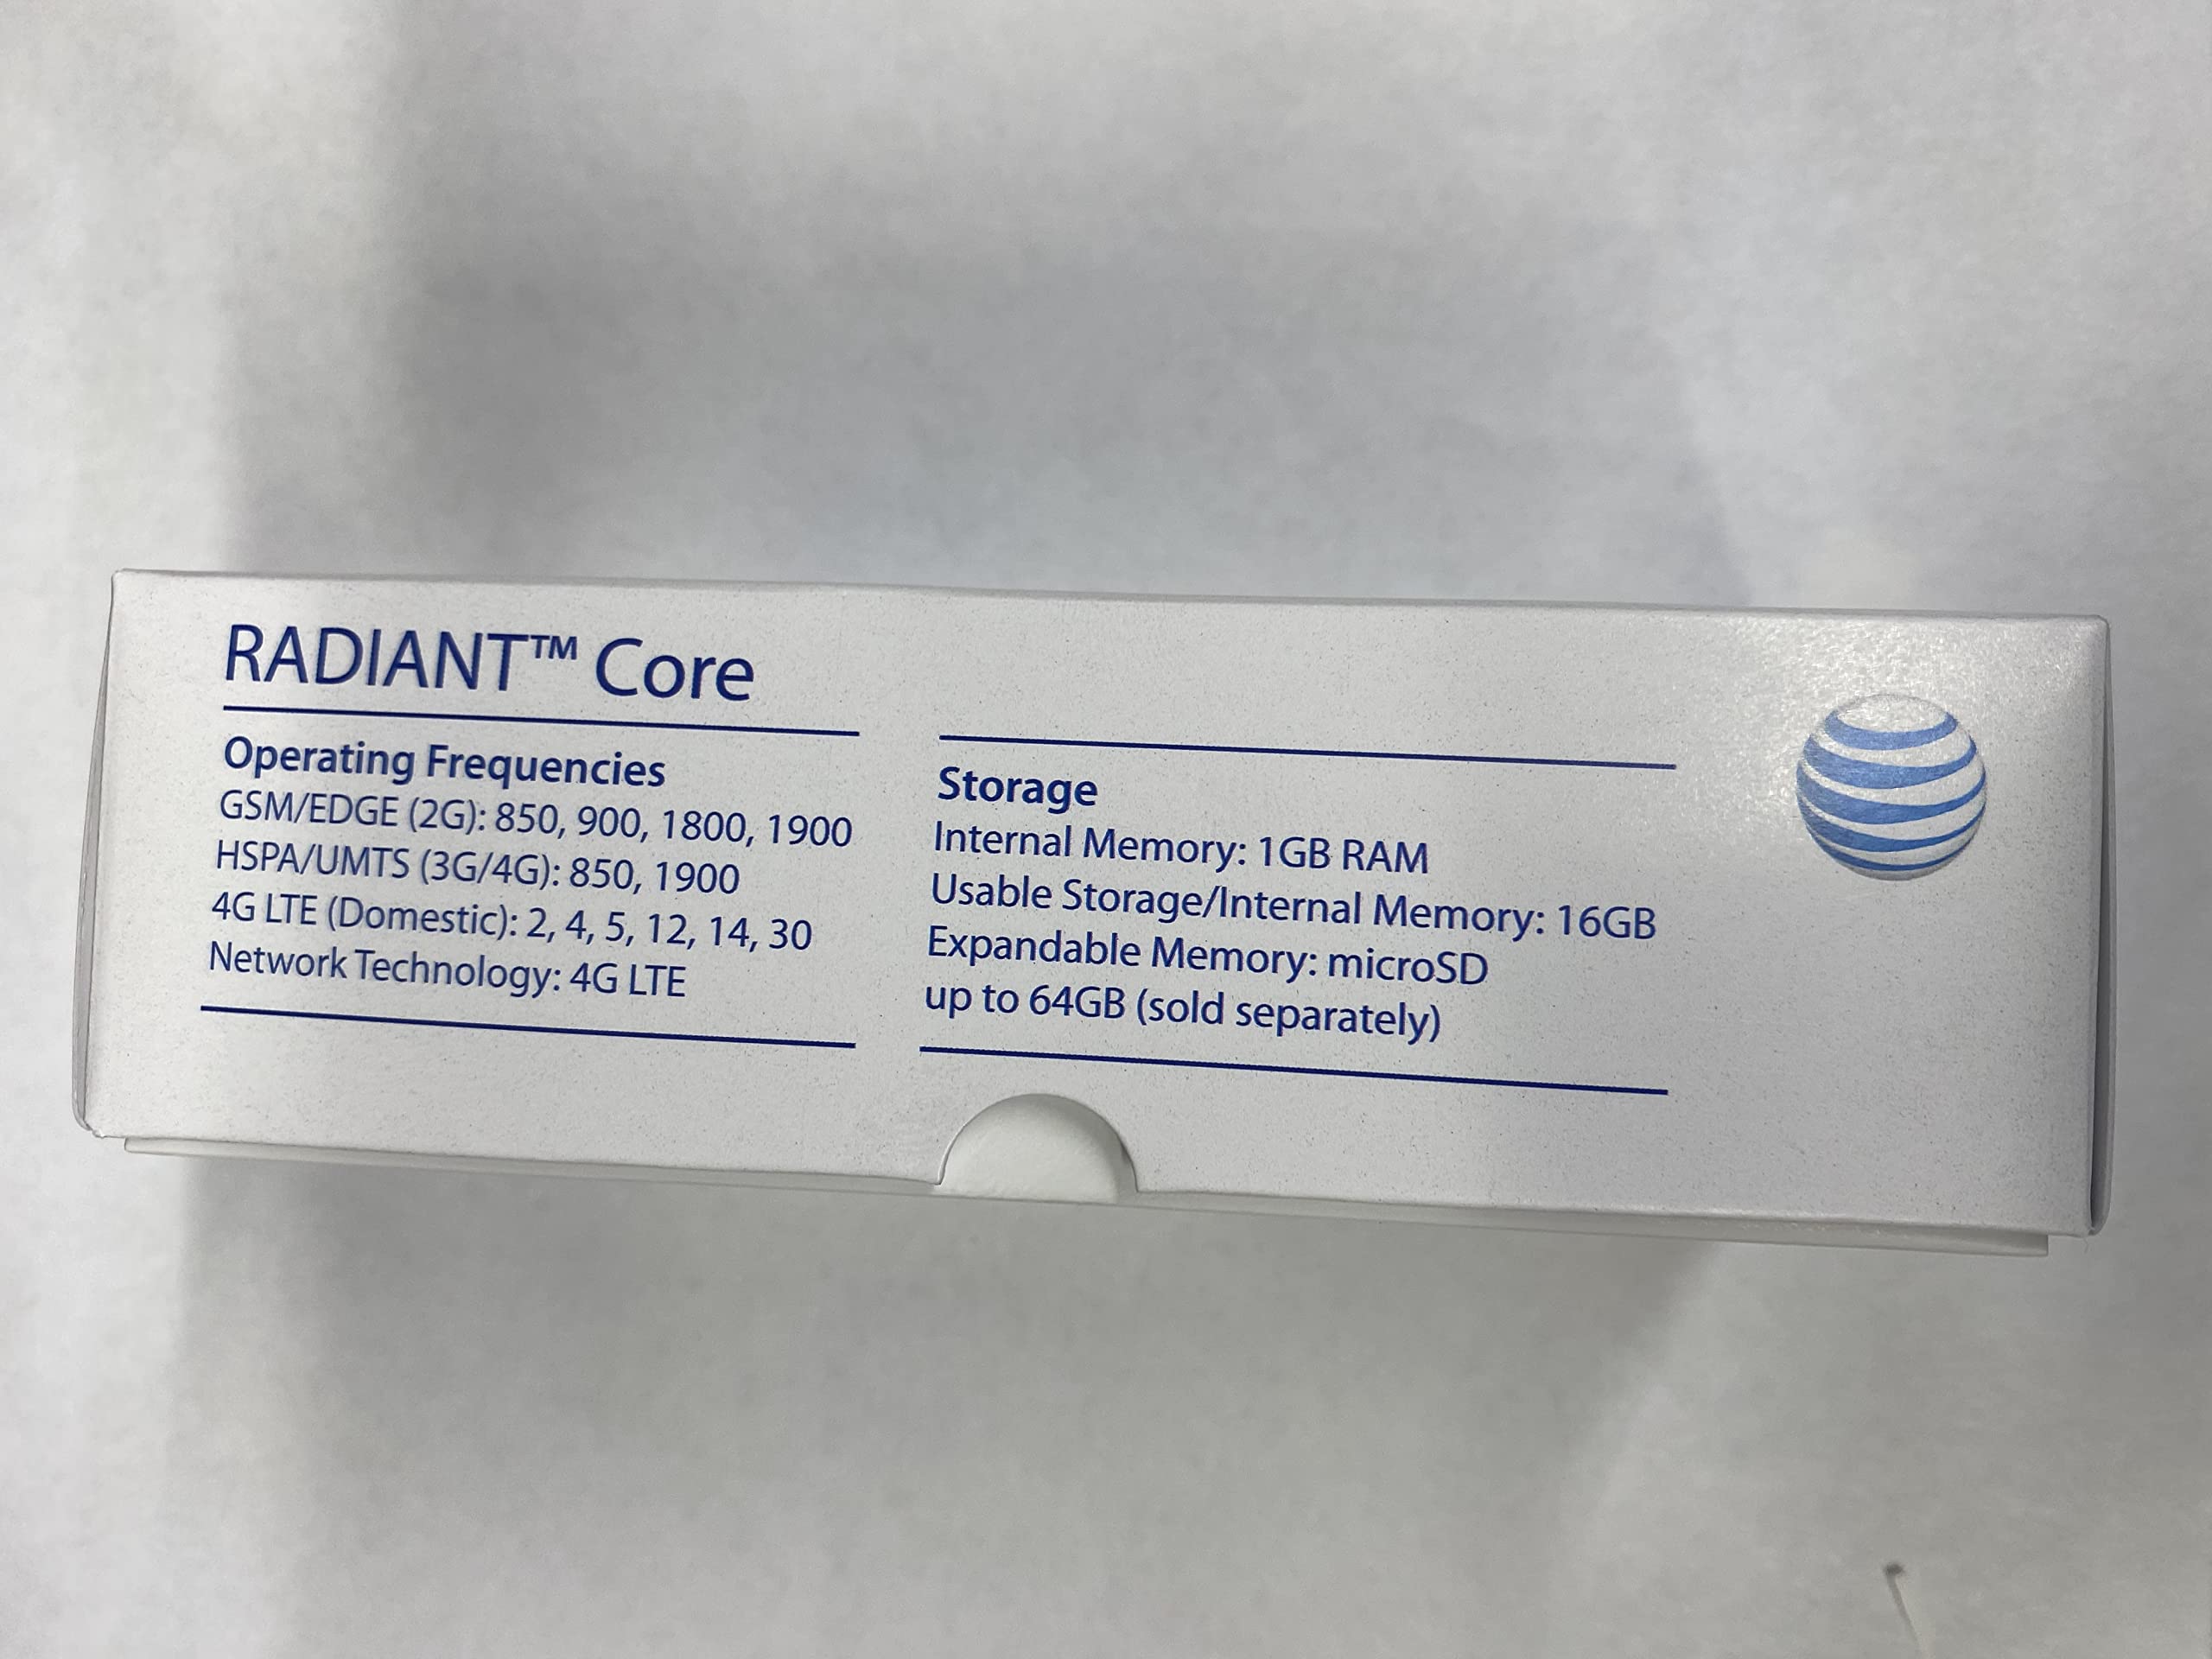 RADIANT™ Core
Operating Frequencies
GSM/EDGE (2G): 850, 900, 1800, 1900
HSPA/UMTS (3G/4G): 850, 1900
4G LTE (Domestic): 2, 4, 5, 12, 14, 30
Network Technology: 4G LTE
Storage
Internal Memory: 1GB RAM
Usable Storage/Internal Memory: 16GB
Expandable Memory: microSD
up to 64GB (sold separately)